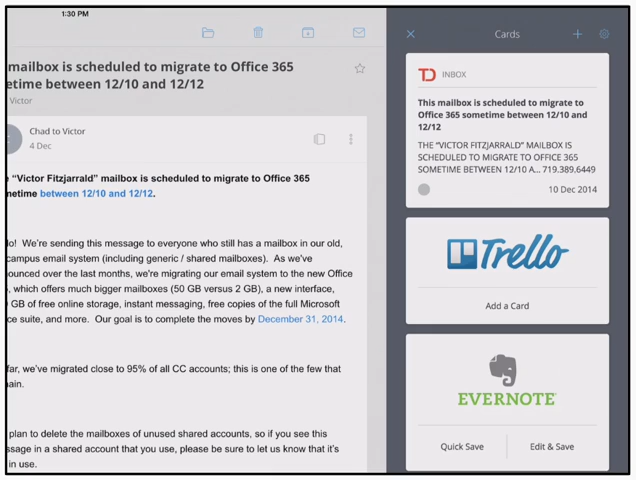 1:30 PM
mailbox is scheduled to migrate to Office 365
etime between 12/10 and 12/12
Victor
Chad to Victor
4 Dec
"Victor Fitzjarrald" mailbox is scheduled to migrate to Office 365
netime between 12/10 and 12/12.
lo! We're sending this message to everyone who still has a mailbox in our old,
campus email system (including generic / shared mailboxes). As we've
ounced over the last months, we're migrating our email system to the new Office
, which offers much bigger mailboxes (50 GB versus 2 GB), a new interface,
GB of free online storage, instant messaging, free copies of the full Microsoft
ce suite, and more. Our goal is to complete the moves by December 31, 2014.
far, we've migrated close to 95% of all CC accounts; this is one of the few that
ain.
plan to delete the mailboxes of unused shared accounts, so if you see this
ssage in a shared account that you use, please be sure to let us know that it's
in use.
Cards
INBOX
This mailbox is scheduled to migrate to
Office 365 sometime between 12/10 and
12/12
THE "VICTOR FITZJARRALD" MAILBOX IS
SCHEDULED TO MIGRATE TO OFFICE 365
SOMETIME BETWEEN 12/10 A... 719.389.6449
10 Dec 2014
Trello
Add a Card
EVERNOTE
Quick Save
Edit & Save